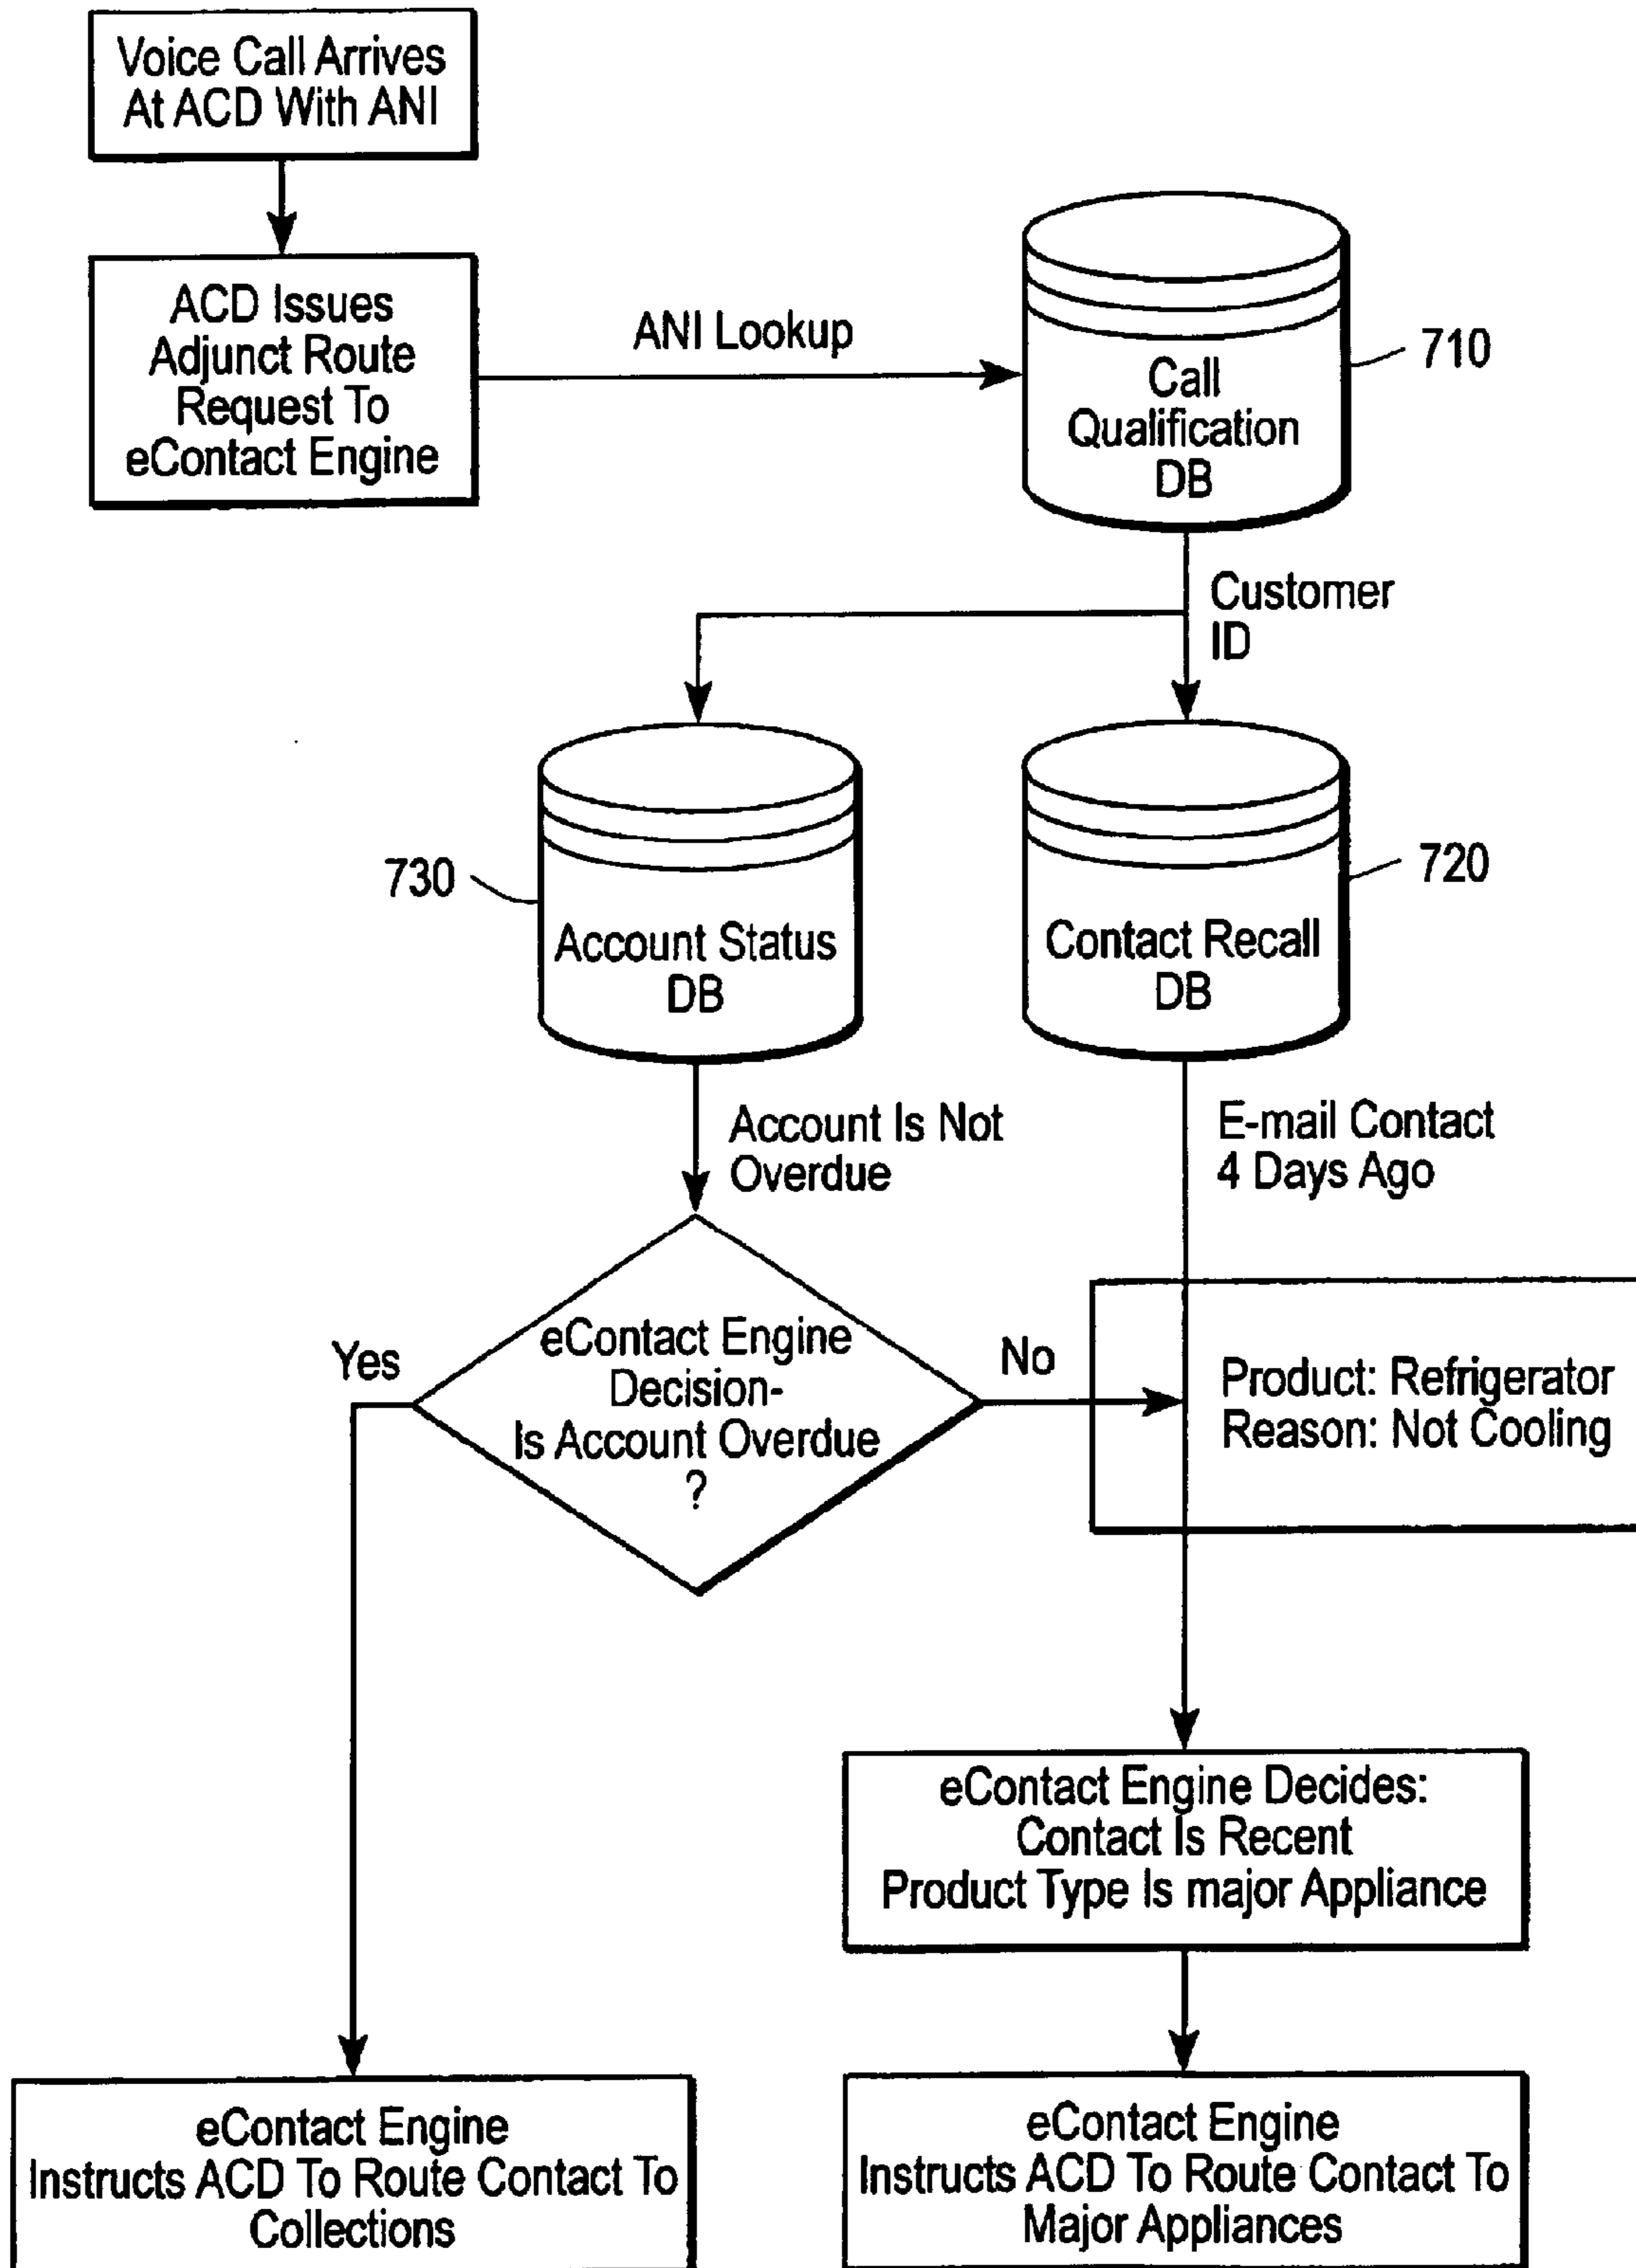 Voice Call Arrives
At ACD With ANI
ACD Issues
Adjunct Route
Request To
eContact Engine
ANI Lookup
Call
Qualification
DB
710
Customer
ID
730
Account Status
DB
Contact Recall
DB
720
Account Is Not
Overdue
E-mail Contact
4 Days Ago
Yes
eContact Engine
Decision-
Is Account Overdue
?
No
Product: Refrigerator
Reason: Not Cooling
eContact Engine Decides:
Contact Is Recent
Product Type Is major Appliance
eContact Engine
Instructs ACD To Route Contact To
Collections
eContact Engine
Instructs ACD To Route Contact To
Major Appliances